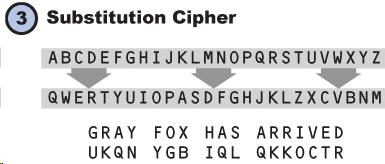 3 Substitution Cipher
ABCDEFGHIJKLMNOPQRSTUVWXYZ
QWERTYUIOPASDFGHJKLZXCVBNM
GRAY FOX HAS ARRIVED
UKQN YGB IQL QKKOCTR